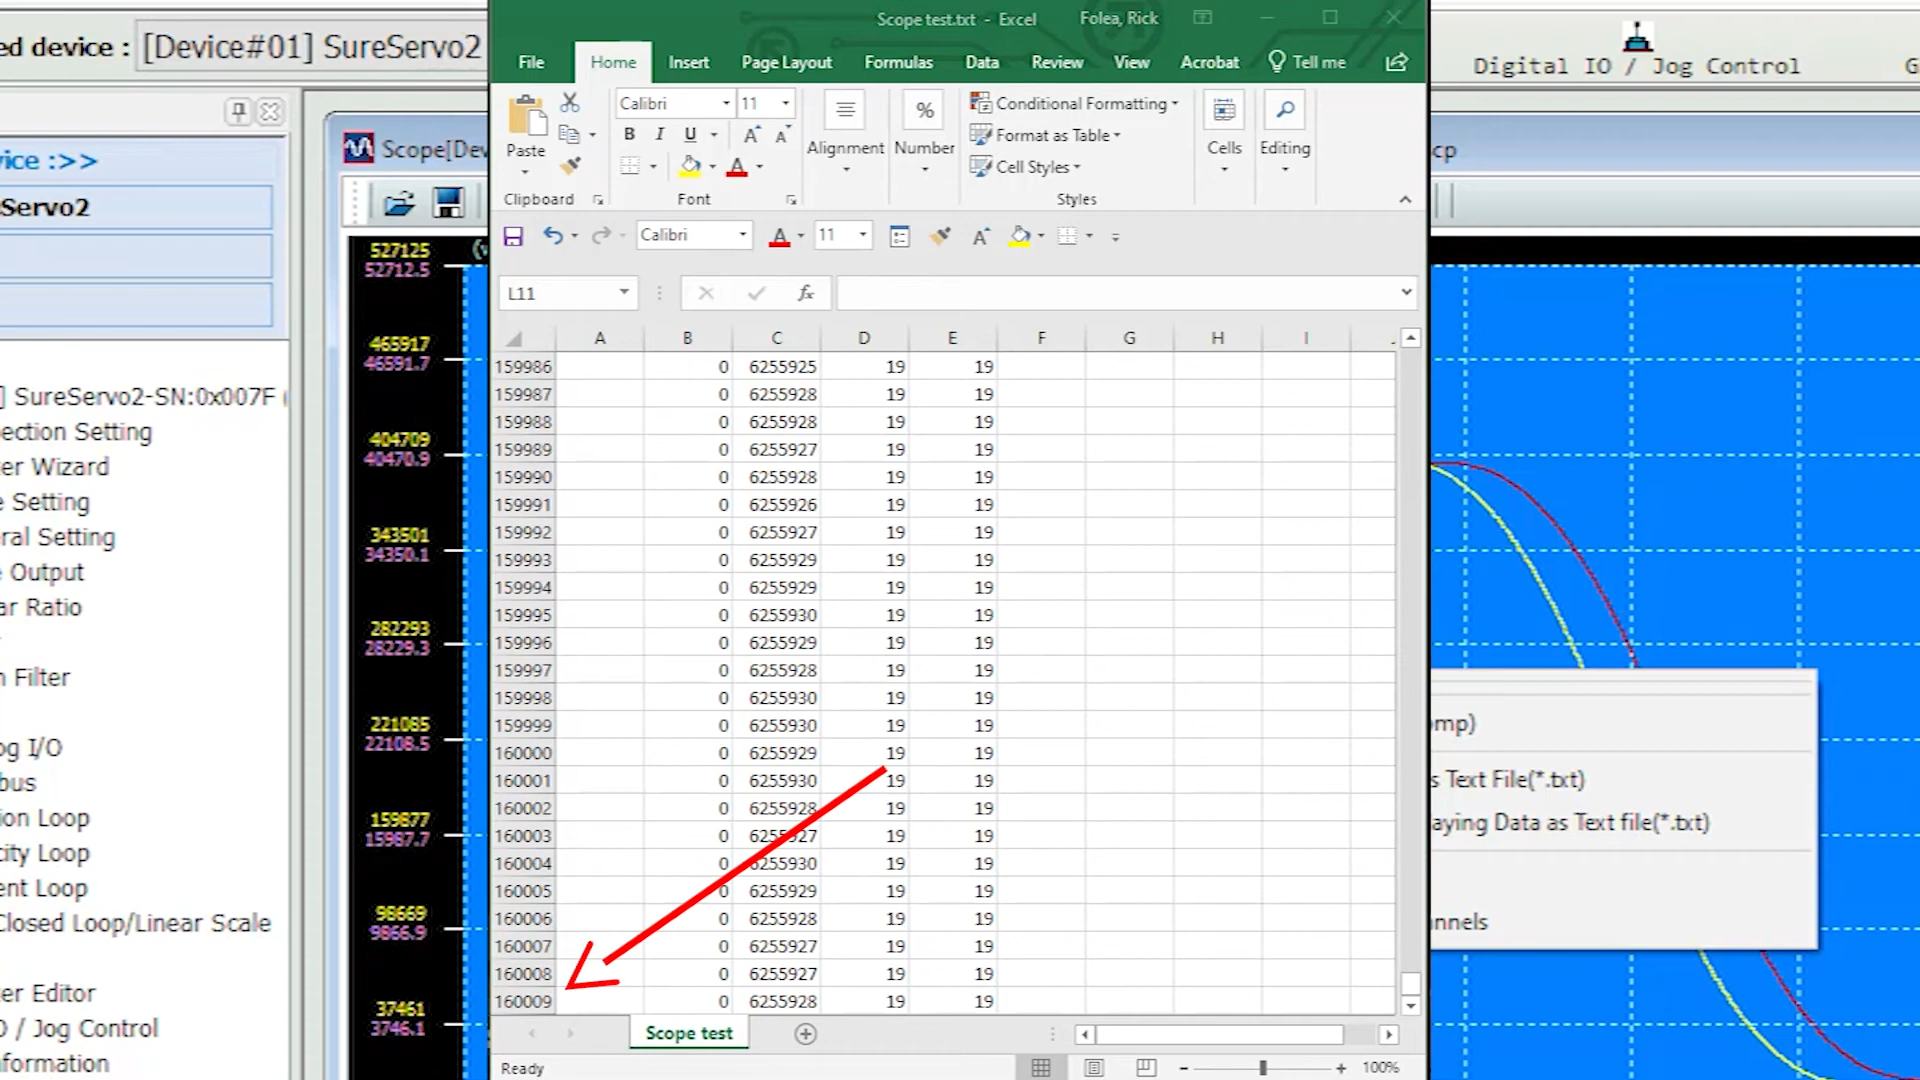 ed device : [Device#01] SureServo2
vice :>>
Servo2
] SureServo2-SN:0x007F (
ection Setting
er Wizard
e Setting
ral Setting
e Output
ar Ratio
n Filter
og I/O
bus
ion Loop
city Loop
ent Loop
Closed Loop/Linear Scale
er Editor
O / Jog Control
nformation
Scope[Dev
527125
52712.5
465917
46591.7
404709
40470.9
343501
34350.1
282293
28229.3
221085
22108.5
159877
15987.7
98669
9866.9
37461
3746.1
Scope test.txt - Excel
Folea, Rick
File Home Insert Page Layout Formulas Data Review View Acrobat Tell me
Paste
Clipboard
Calibri 11
B I U A A
A
Font
Alignment
%
Number
Conditional Formatting
Format as Table
Cell Styles
Styles
Cells
Editing
Calibri A 11 A
L11 fx
A B C D E F G H I
159986 0 6255925 19 19
159987 0 6255928 19 19
159988 0 6255928 19 19
159989 0 6255927 19 19
159990 0 6255928 19 19
159991 0 6255926 19 19
159992 0 6255927 19 19
159993 0 6255929 19 19
159994 0 6255929 19 19
159995 0 6255930 19 19
159996 0 6255929 19 19
159997 0 6255928 19 19
159998 0 6255930 19 19
159999 0 6255930 19 19
160000 0 6255929 19 19
160001 0 6255930 19 19
160002 0 6255928 19 19
160003 0 6255927 19 19
160004 0 6255930 19 19
160005 0 6255929 19 19
160006 0 6255928 19 19
160007 0 6255927 19 19
160008 0 6255927 19 19
160009 0 6255928 19 19
Scope test
Ready
100%
Digital IO / Jog Control
G
cp
omp)
s Text File(*.txt)
aying Data as Text file(*.txt)
nnels